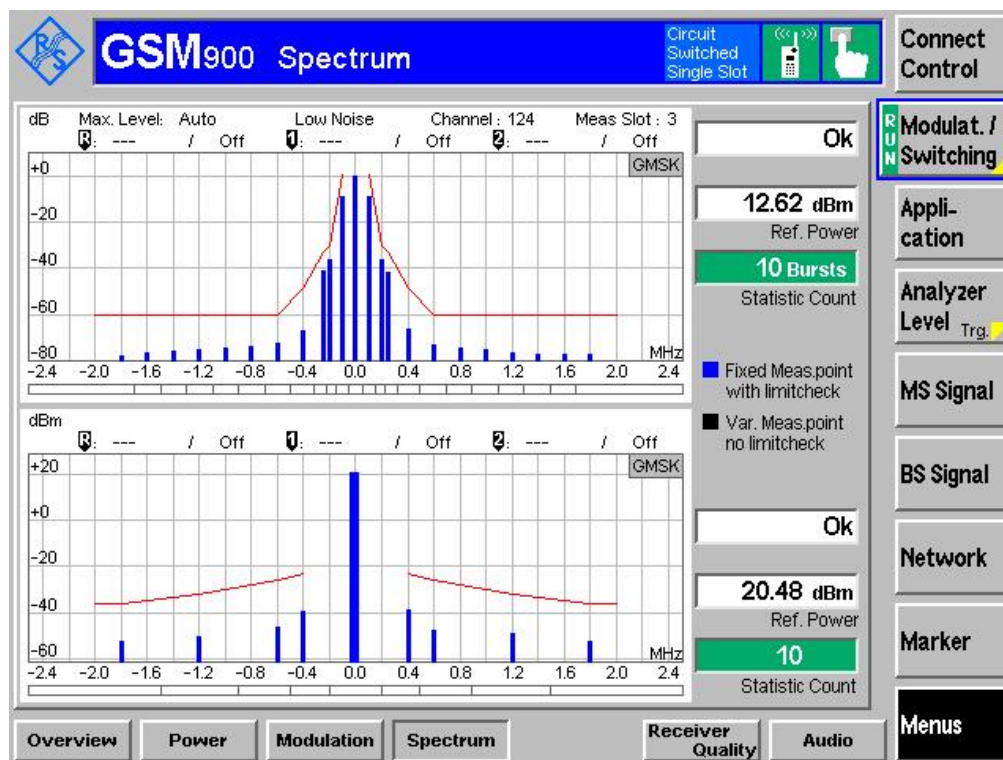 R&S
GSM900 Spectrum
Circuit
Switched
Single Slot
Connect
Control
dB Max. Level: Auto Low Noise Channel : 124 Meas Slot : 3
R: --- / Off 1: --- / Off 2: --- / Off
Off
GMSK
+0
-20
-40
-60
-80
MHz
-2.4 -2.0 -1.6 -1.2 -0.8 -0.4 0.0 0.4 0.8 1.2 1.6 2.0 2.4
Ok
12.62 dBm
Ref. Power
10 Bursts
Statistic Count
Fixed Meas.point
with limitcheck
Var. Meas.point
no limitcheck
dBm
R: --- / Off 1: --- / Off 2: --- / Off
GMSK
+20
+0
-20
-40
-60
MHz
-2.4 -2.0 -1.6 -1.2 -0.8 -0.4 0.0 0.4 0.8 1.2 1.6 2.0 2.4
Ok
20.48 dBm
Ref. Power
10
Statistic Count
RUN
Modulat. /
Switching
Appli-
cation
Analyzer
Level Trg.
MS Signal
BS Signal
Network
Marker
Menus
Overview
Power
Modulation
Spectrum
Receiver
Quality
Audio